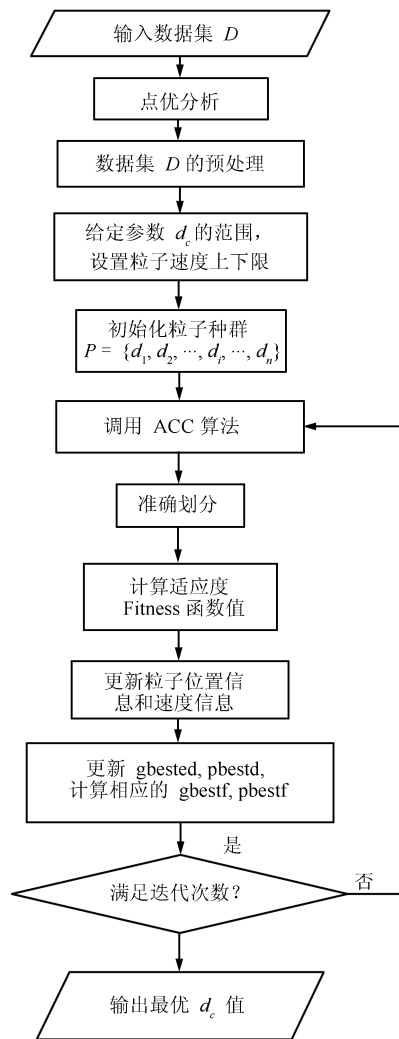 输入数据集 D
点优分析
数据集 D 的预处理
给定参数 d_c 的范围,
设置粒子速度上下限
初始化粒子种群
P = {d_1, d_2, ···, d_i, ···, d_n}
调用 ACC 算法
准确划分
计算适应度
Fitness 函数值
更新粒子位置信
息和速度信息
更新 gbested, pbestd,
计算相应的 gbestf, pbestf
是
满足迭代次数?
否
输出最优 d_c 值